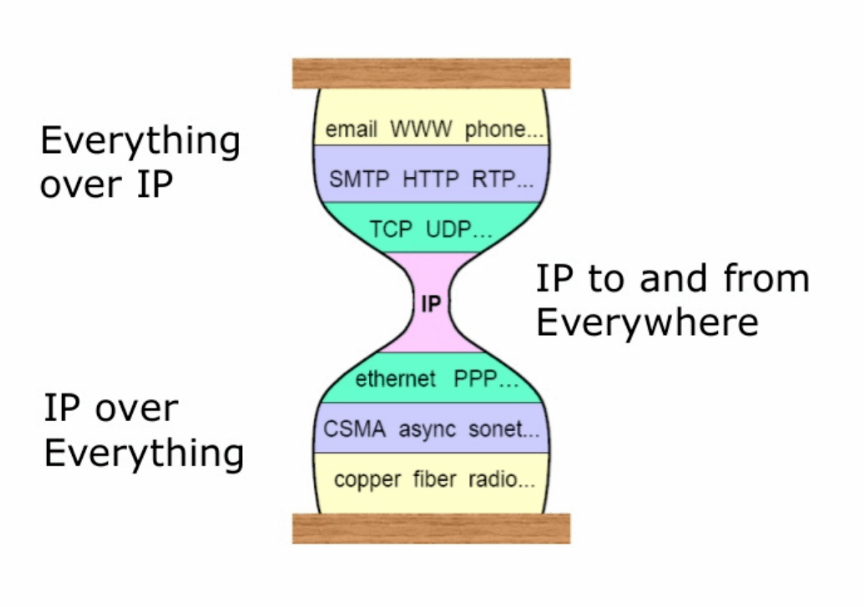 Everything
over IP
email WWW phone...
SMTP HTTP RTP...
TCP UDP...
IP
IP to and from
Everywhere
ethernet PPP...
CSMA async sonet...
copper fiber radio...
IP over
Everything